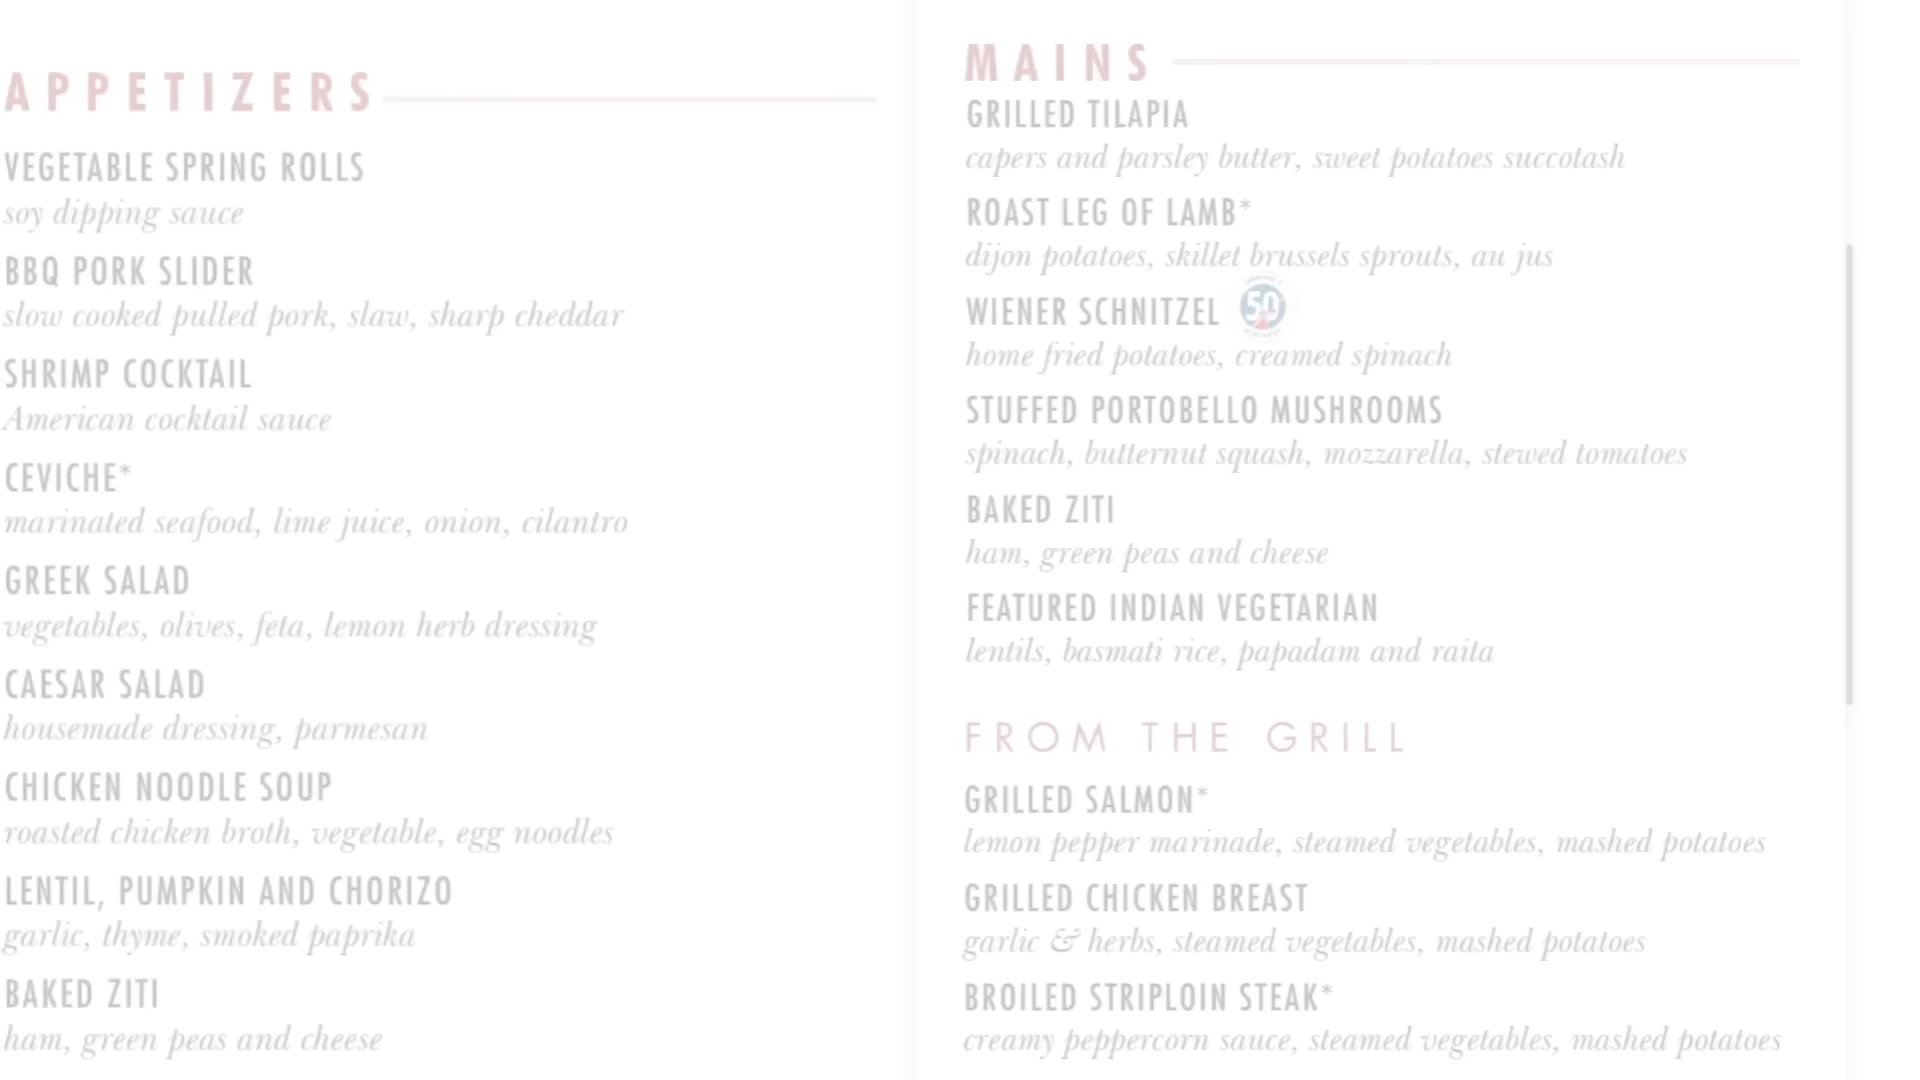 APPETIZERS
VEGETABLE SPRING ROLLS
soy dipping sauce
BBQ PORK SLIDER
slow cooked pulled pork, slaw, sharp cheddar
SHRIMP COCKTAIL
American cocktail sauce
CEVICHE*
marinated seafood, lime juice, onion, cilantro
GREEK SALAD
vegetables, olives, feta, lemon herb dressing
CAESAR SALAD
housemade dressing, parmesan
CHICKEN NOODLE SOUP
roasted chicken broth, vegetable, egg noodles
LENTIL, PUMPKIN AND CHORIZO
garlic, thyme, smoked paprika
BAKED ZITI
ham, green peas and cheese
MAINS
GRILLED TILAPIA
capers and parsley butter, sweet potatoes succotash
ROAST LEG OF LAMB*
dijon potatoes, skillet brussels sprouts, au jus
WIENER SCHNITZEL 50
home fried potatoes, creamed spinach
STUFFED PORTOBELLO MUSHROOMS
spinach, butternut squash, mozzarella, stewed tomatoes
BAKED ZITI
ham, green peas and cheese
FEATURED INDIAN VEGETARIAN
lentils, basmati rice, papadam and raita
FROM THE GRILL
GRILLED SALMON*
lemon pepper marinade, steamed vegetables, mashed potatoes
GRILLED CHICKEN BREAST
garlic & herbs, steamed vegetables, mashed potatoes
BROILED STRIPLOIN STEAK*
creamy peppercorn sauce, steamed vegetables, mashed potatoes